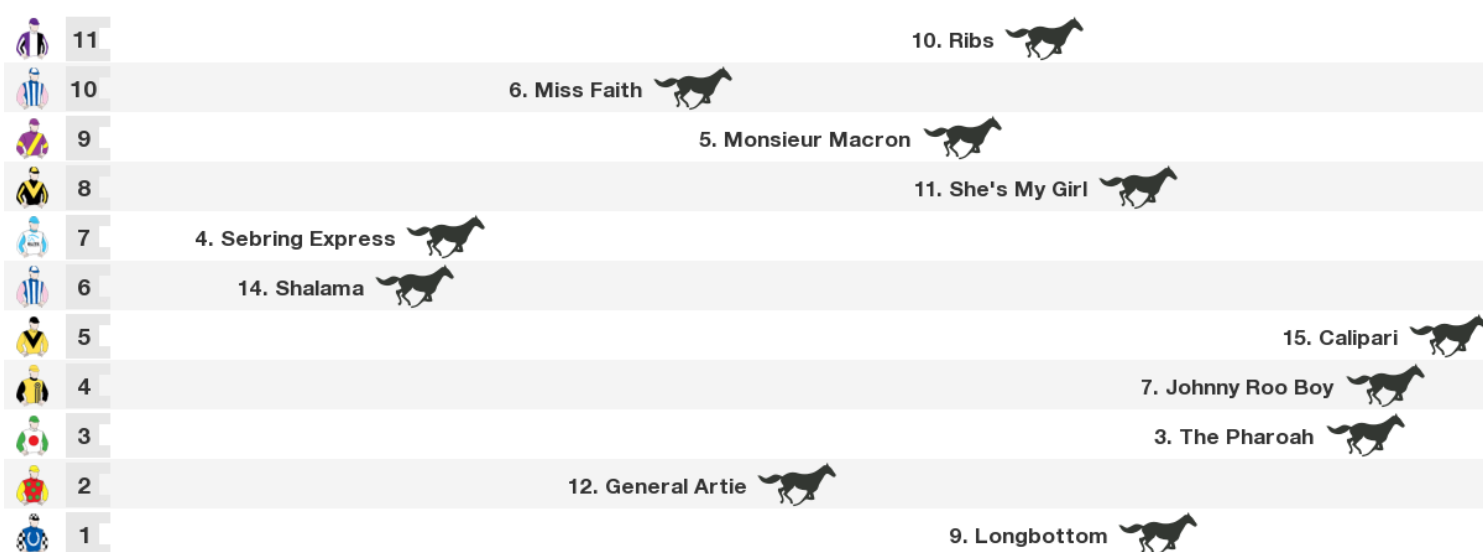 11 10. Ribs
10 6. Miss Faith
9 5. Monsieur Macron
8 11. She's My Girl
7 4. Sebring Express
6 14. Shalama
5 15. Calipari
4 7. Johnny Roo Boy
3 3. The Pharoah
2 12. General Artie
1 9. Longbottom